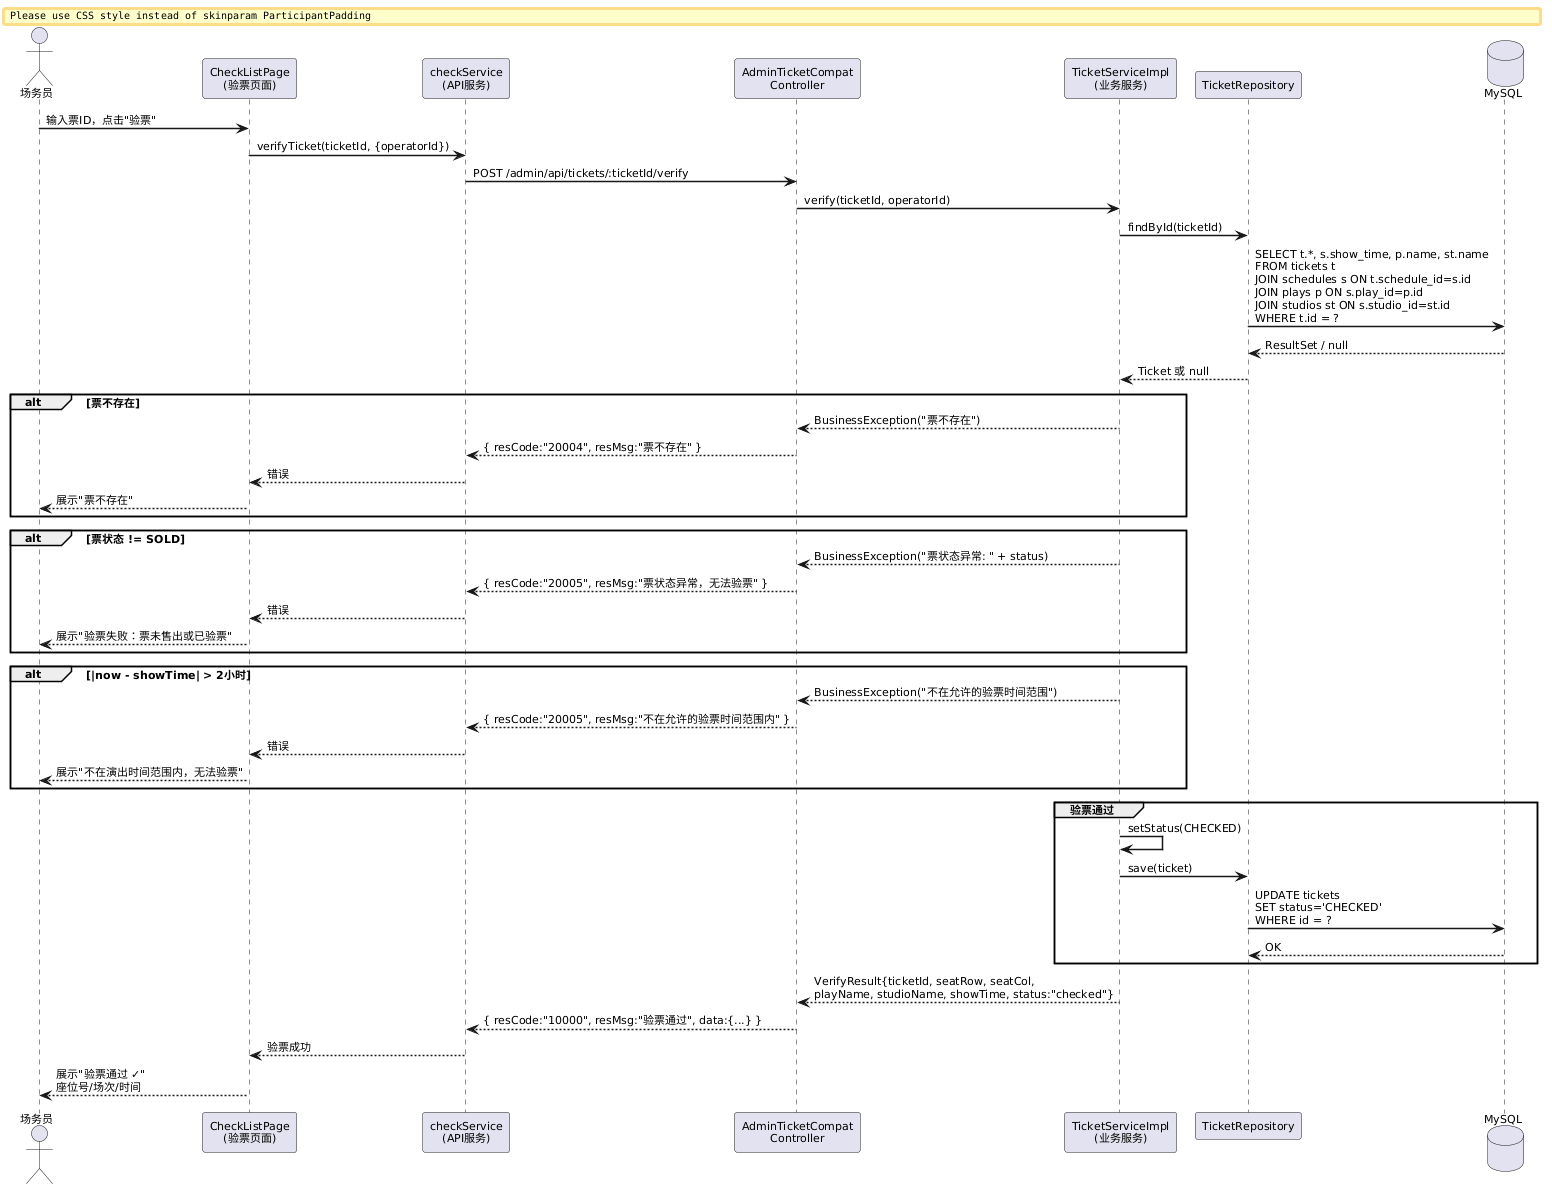 Please use CSS style instead of skinparam ParticipantPadding
场务员
CheckListPage
(验票页面)
checkService
(API服务)
AdminTicketCompat
Controller
TicketServiceImpl
(业务服务)
TicketRepository
MySQL
输入票ID，点击"验票"
verifyTicket(ticketId, {operatorId})
POST /admin/api/tickets/:ticketId/verify
verify(ticketId, operatorId)
findById(ticketId)
SELECT t.*, s.show_time, p.name, st.name
FROM tickets t
JOIN schedules s ON t.schedule_id=s.id
JOIN plays p ON s.play_id=p.id
JOIN studios st ON s.studio_id=st.id
WHERE t.id = ?
ResultSet / null
Ticket 或 null
alt [票不存在]
BusinessException("票不存在")
{ resCode:"20004", resMsg:"票不存在" }
错误
展示"票不存在"
alt [票状态 != SOLD]
BusinessException("票状态异常: " + status)
{ resCode:"20005", resMsg:"票状态异常，无法验票" }
错误
展示"验票失败：票未售出或已验票"
alt [|now - showTime| > 2小时]
BusinessException("不在允许的验票时间范围")
{ resCode:"20005", resMsg:"不在允许的验票时间范围内" }
错误
展示"不在演出时间范围内，无法验票"
验票通过
setStatus(CHECKED)
save(ticket)
UPDATE tickets
SET status='CHECKED'
WHERE id = ?
OK
VerifyResult{ticketId, seatRow, seatCol,
playName, studioName, showTime, status:"checked"}
{ resCode:"10000", resMsg:"验票通过", data:{...} }
验票成功
展示"验票通过 ✓"
座位号/场次/时间
场务员
CheckListPage
(验票页面)
checkService
(API服务)
AdminTicketCompat
Controller
TicketServiceImpl
(业务服务)
TicketRepository
MySQL